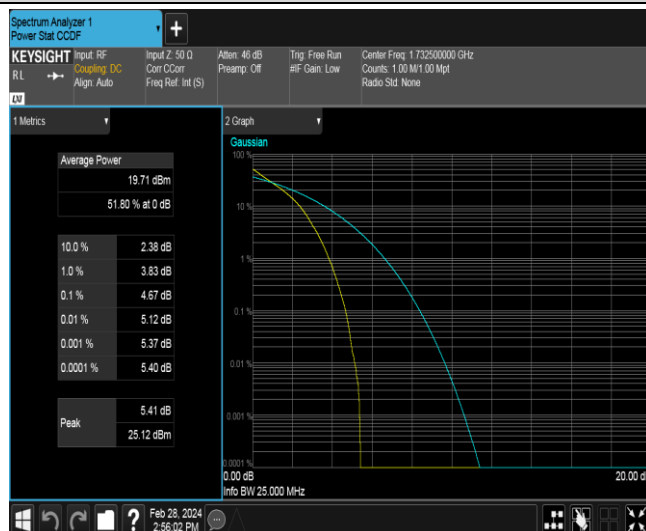 Spectrum Analyzer 1
Power Stat CCDF
+
KEYSIGHT
RL
LXI
Input: RF
Coupling: DC
Align: Auto
Input Z: 50 Ω
Corr CCorr
Freq Ref: Int (S)
Atten: 46 dB
Preamp: Off
Trig: Free Run
#IF Gain: Low
Center Freq: 1.732500000 GHz
Counts: 1.00 M/1.00 Mpt
Radio Std: None
1 Metrics
Average Power
19.71 dBm
51.80 % at 0 dB
10.0 % 2.38 dB
1.0 % 3.83 dB
0.1 % 4.67 dB
0.01 % 5.12 dB
0.001 % 5.37 dB
0.0001 % 5.40 dB
Peak 5.41 dB
25.12 dBm
2 Graph
Gaussian
100 %
10 %
1 %
0.1 %
0.01 %
0.001 %
0.0001 %
0.00 dB 20.00 d
Info BW 25.000 MHz
?
Feb 28, 2024
2:56:02 PM